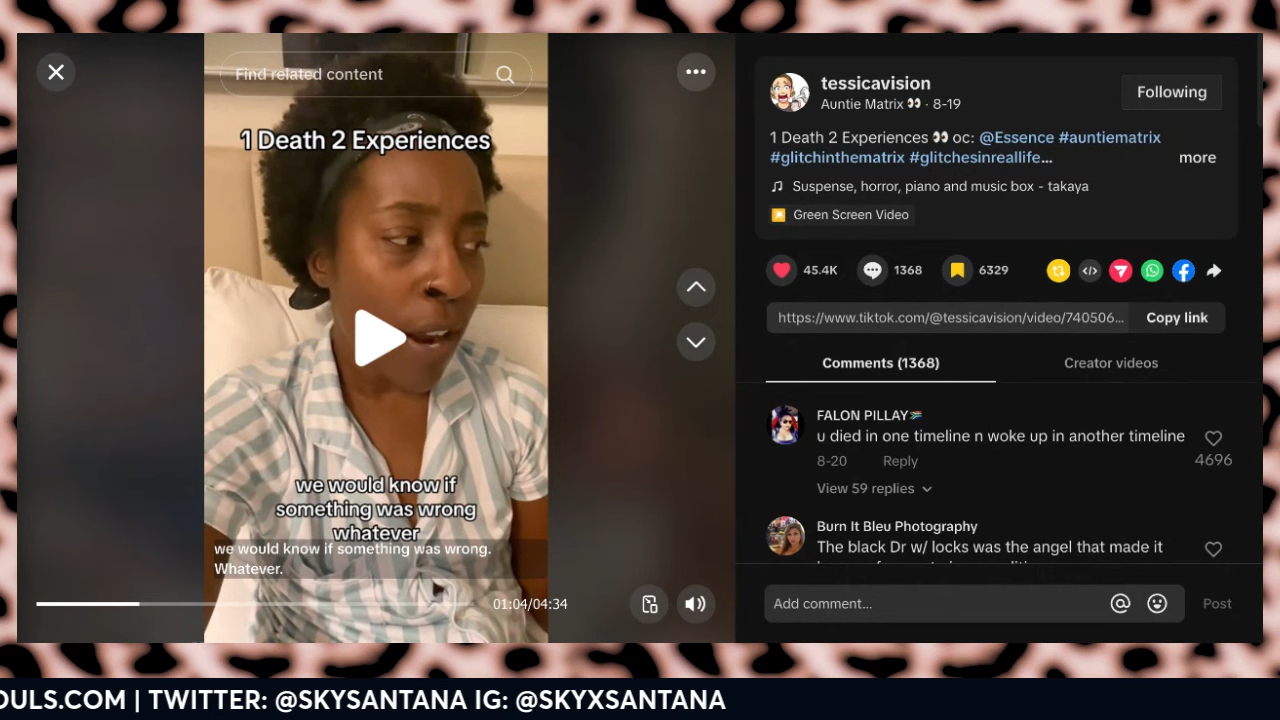 Find related content
1 Death 2 Experiences
we would know if
something was wrong
whatever
we would know if something was wrong.
Whatever.
01:04/04:34
tessicavision
Auntie Matrix 👀 · 8-19
Following
1 Death 2 Experiences 👀 oc: @Essence #auntiematrix
#glitchinthematrix #glitchesinreallife... more
Suspense, horror, piano and music box - takaya
Green Screen Video
45.4K 1368 6329
https://www.tiktok.com/@tessicavision/video/740506... Copy link
Comments (1368) Creator videos
FALON PILLAY🇿🇦
u died in one timeline n woke up in another timeline
8-20 Reply 4696
View 59 replies
Burn It Bleu Photography
The black Dr w/ locks was the angel that made it
Add comment... Post
OULS.COM | TWITTER: @SKYSANTANA IG: @SKYXSANTANA